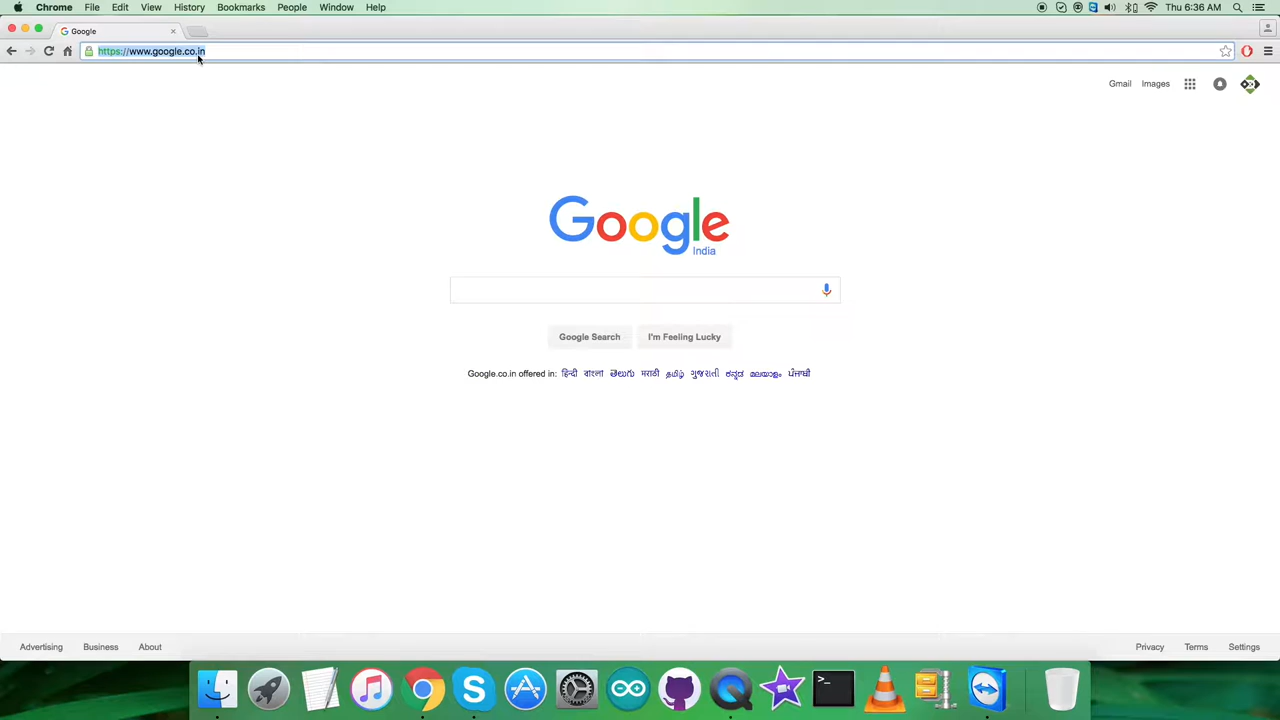 Chrome File Edit View History Bookmarks People Window Help Thu 6:36 AM
Google
https://www.google.co.in
Gmail Images
Google
India
Google Search I'm Feeling Lucky
Google.co.in offered in: हिन्दी বাংলা తెలుగు मराठी தமிழ் ગુજરાતી ಕನ್ನಡ മലയാളം ਪੰਜਾਬੀ
Advertising Business About Privacy Terms Settings